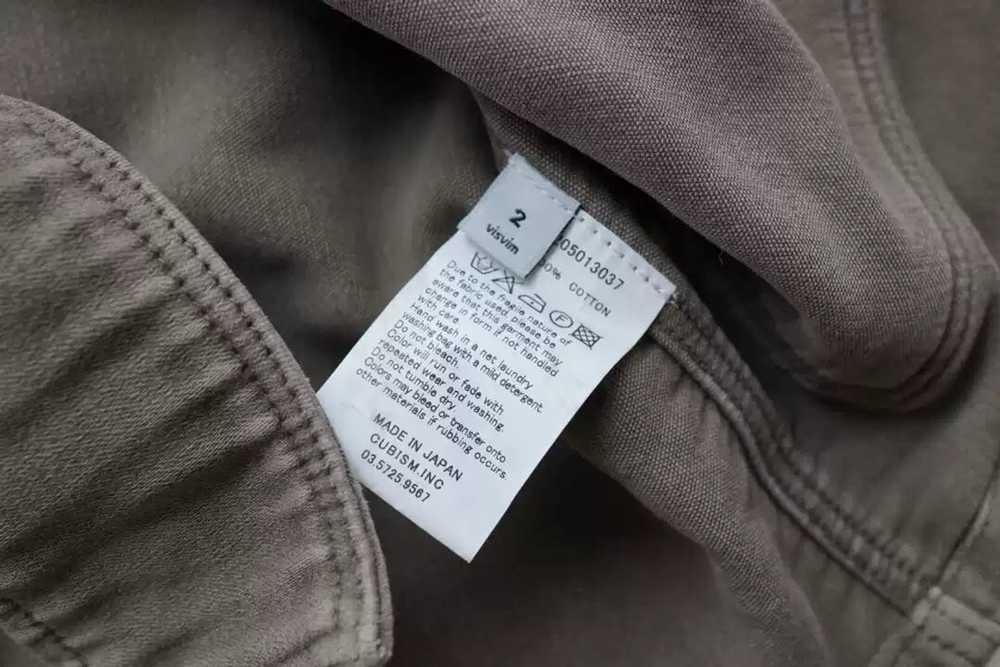 2
visvim
05013037
0% COTTON
Due to the fragile nature of
the fabric used please be
aware that this garment may
change in form if not handled
with care.
Hand wash in a net laundry
washing bag with a mild detergent.
Do not bleach.
Color will run or fade with
repeated wear and washing.
Do not tumble dry.
Colors may bleed or transfer onto
other materials if rubbing occurs.
MADE IN JAPAN
CUBISM.INC
03.5725.9567